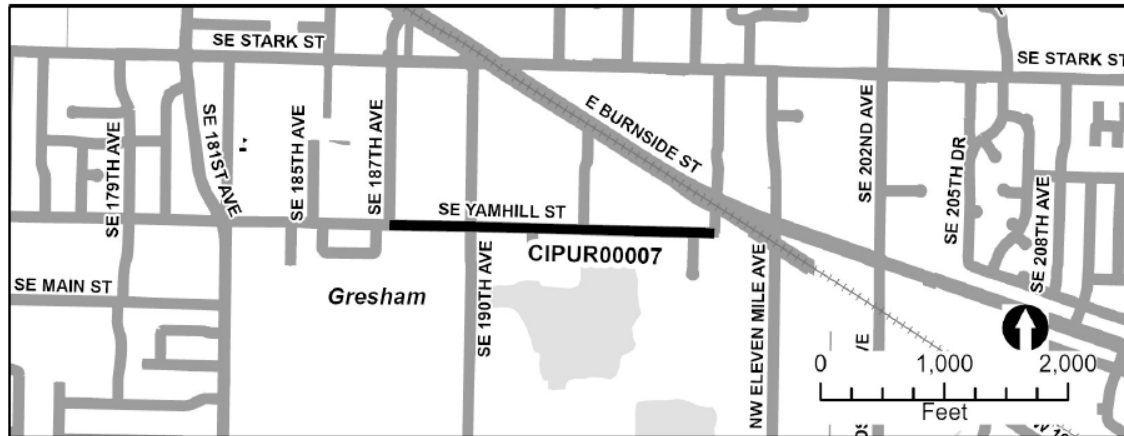 SE STARK ST
SE STARK ST
E BURNSIDE ST
SE 179TH AVE
SE 181ST AVE
SE 185TH AVE
SE 187TH AVE
SE 202ND AVE
SE 205TH DR
SE 208TH AVE
SE YAMHILL ST
CIPUR00007
SE MAIN ST
Gresham
SE 190TH AVE
NW ELEVEN MILE AVE
0 1,000 2,000
Feet